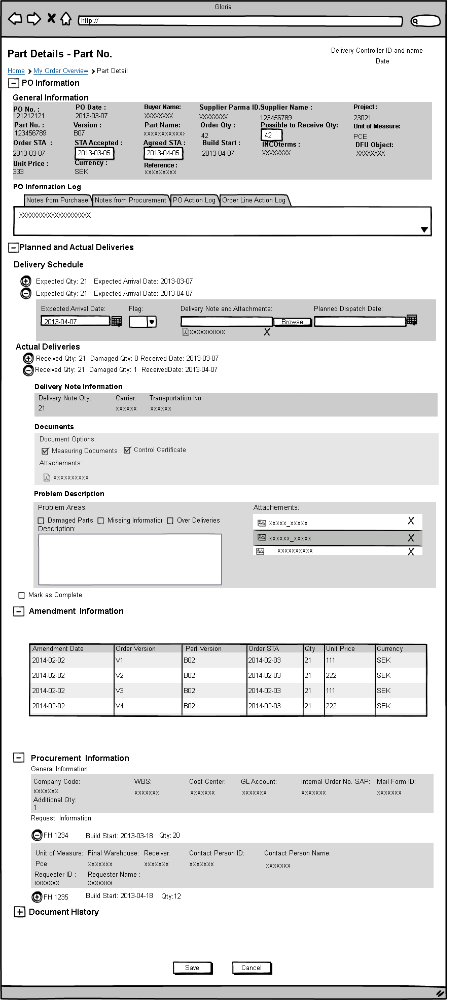 Gloria
http://
Part Details - Part No.
Delivery Controller ID and name
Date
Home My Order Overview Part Detail
PO Information
General Information
PO No. : PO Date : Buyer Name: Supplier Parma ID. Supplier Name : Project :
121212121 2013-03-07 XXXXXXXX XXXXXXXX 123456789 23021
Part No. : Version : Part Name: Order Qty : Possible to Receive Qty: Unit of Measure:
123456789 B07 xxxxxxxxxxx 42 42 PCE
Order STA : STA Accepted : Agreed STA : Build Start : INCOterms : DFU Object:
2013-03-07 2013-03-05 2013-04-05 2013-04-07 XXXXXXXX XXXXXXXX
Unit Price : Currency : Reference :
333 SEK xxxxxxxxx
PO Information Log
Notes from Purchase Notes from Procurement PO Action Log Order Line Action Log
XXXXXXXXXXXXXXXXXXXX
Planned and Actual Deliveries
Delivery Schedule
Expected Qty: 21 Expected Arrival Date: 2013-03-07
Expected Qty: 21 Expected Arrival Date: 2013-04-07
Expected Arrival Date: Flag: Delivery Note and Attachments: Planned Dispatch Date:
2013-04-07 Browse
xxxxxxxxxx X
Actual Deliveries
Received Qty: 21 Damaged Qty: 0 Received Date: 2013-03-07
Received Qty: 21 Damaged Qty: 1 ReceivedDate: 2013-04-07
Delivery Note Information
Delivery Note Qty: Carrier: Transportation No.:
21 xxxxxx xxxxxx
Documents
Document Options:
Measuring Documents Control Certificate
Attachements:
xxxxxxxxxx
Problem Description
Problem Areas: Attachements:
Damaged Parts Missing Information Over Deliveries
xxxxx_xxxxx X
Description:
xxxxxx_xxxxx X
xxxxxxxxxx X
Mark as Complete
Amendment Information
Amendment Date Order Version Part Version Order STA Qty Unit Price Currency
2014-02-02 V1 B02 2014-02-03 21 111 SEK
2014-02-02 V2 B02 2014-02-03 21 222 SEK
2014-02-02 V3 B02 2014-02-03 21 111 SEK
2014-02-02 V4 B02 2014-02-03 21 222 SEK
Procurement Information
General Information
Company Code: WBS: Cost Center: GL Account: Internal Order No. SAP: Mail Form ID:
xxxxxxx xxxxxxx xxxxxxx xxxxxxx xxxxxxx xxxxxxx
Additional Qty:
1
Request Information
FH 1234 Build Start: 2013-03-18 Qty: 20
Unit of Measure: Final Warehouse: Receiver. Contact Person ID: Contact Person Name:
Pce xxxxxxx xxxxxxx xxxxxxx xxxxxxx
Requester ID : Requester Name :
xxxxxxx xxxxxxx
FH 1235 Build Start: 2013-04-18 Qty:12
Document History
Save Cancel